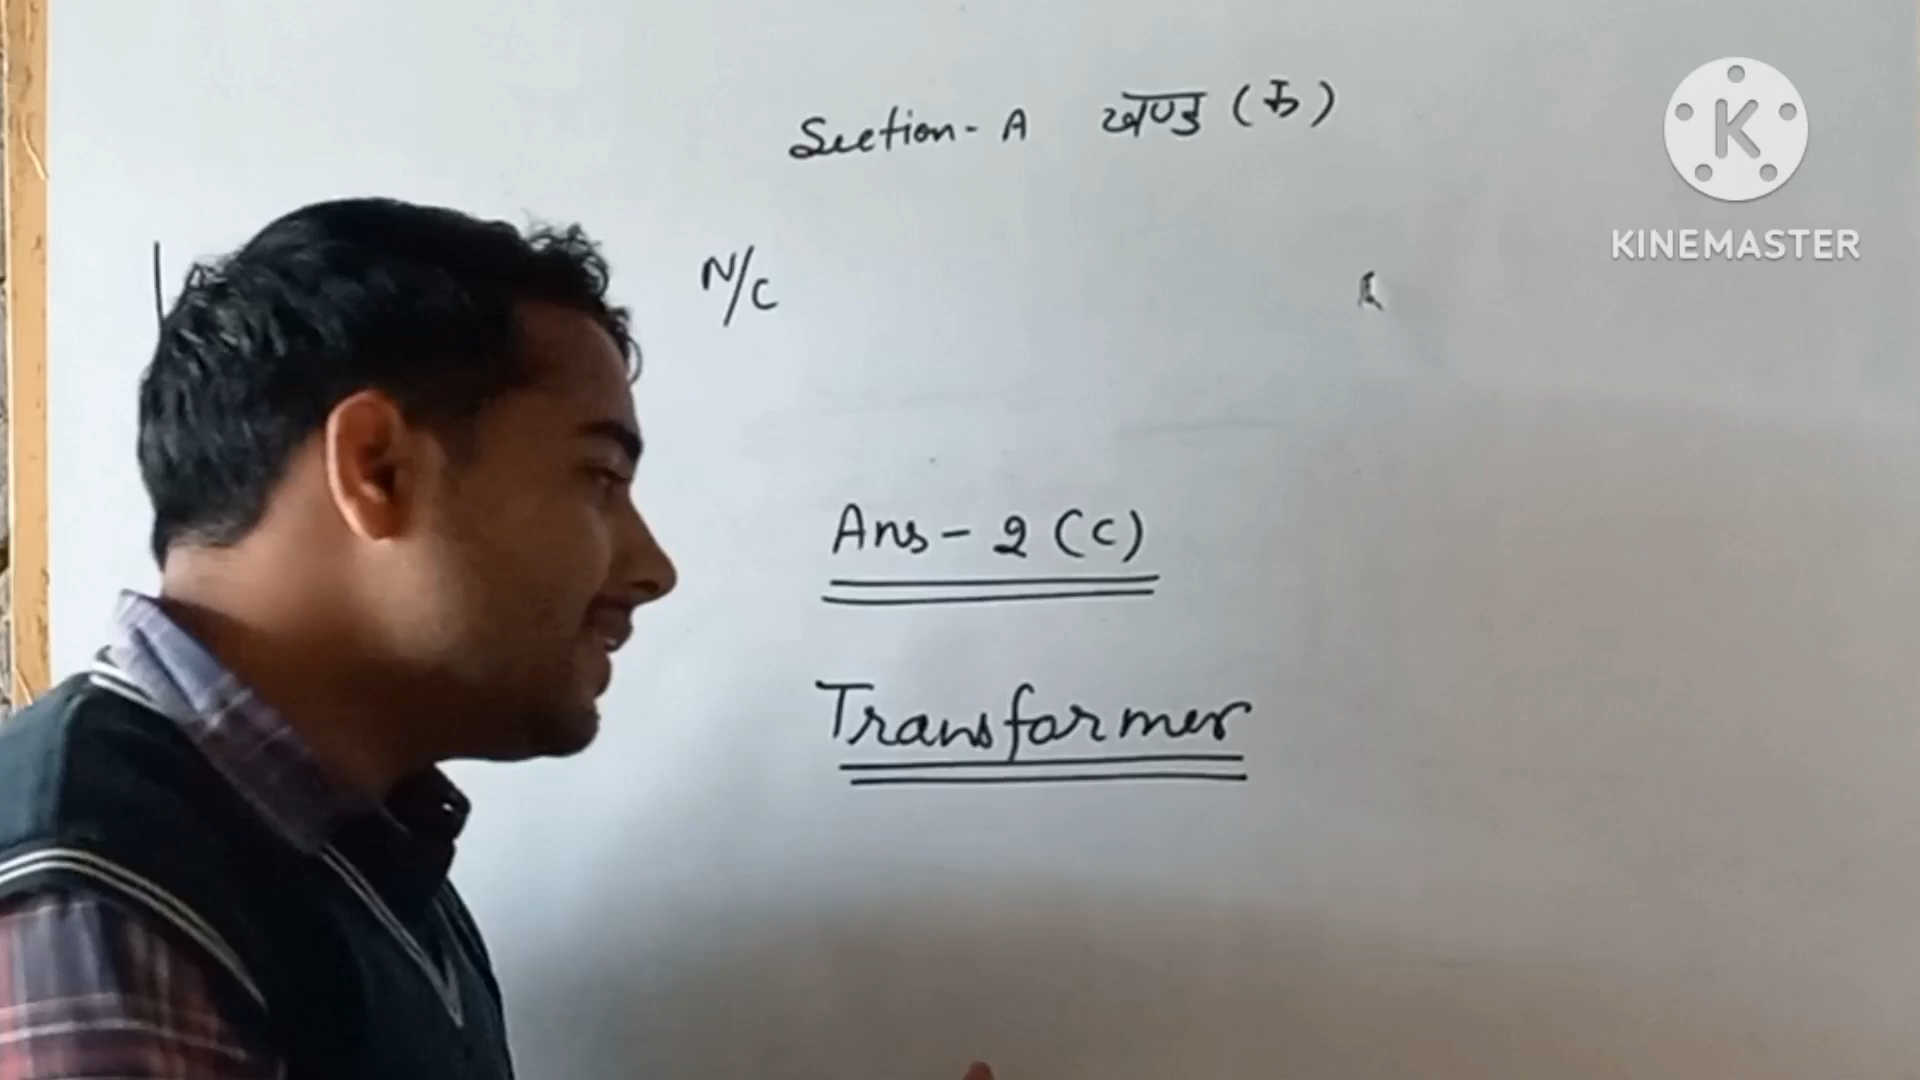 Section - A खण्ड (क)
N/C
Ans - 2 (C)
Transformer
K
KINEMASTER